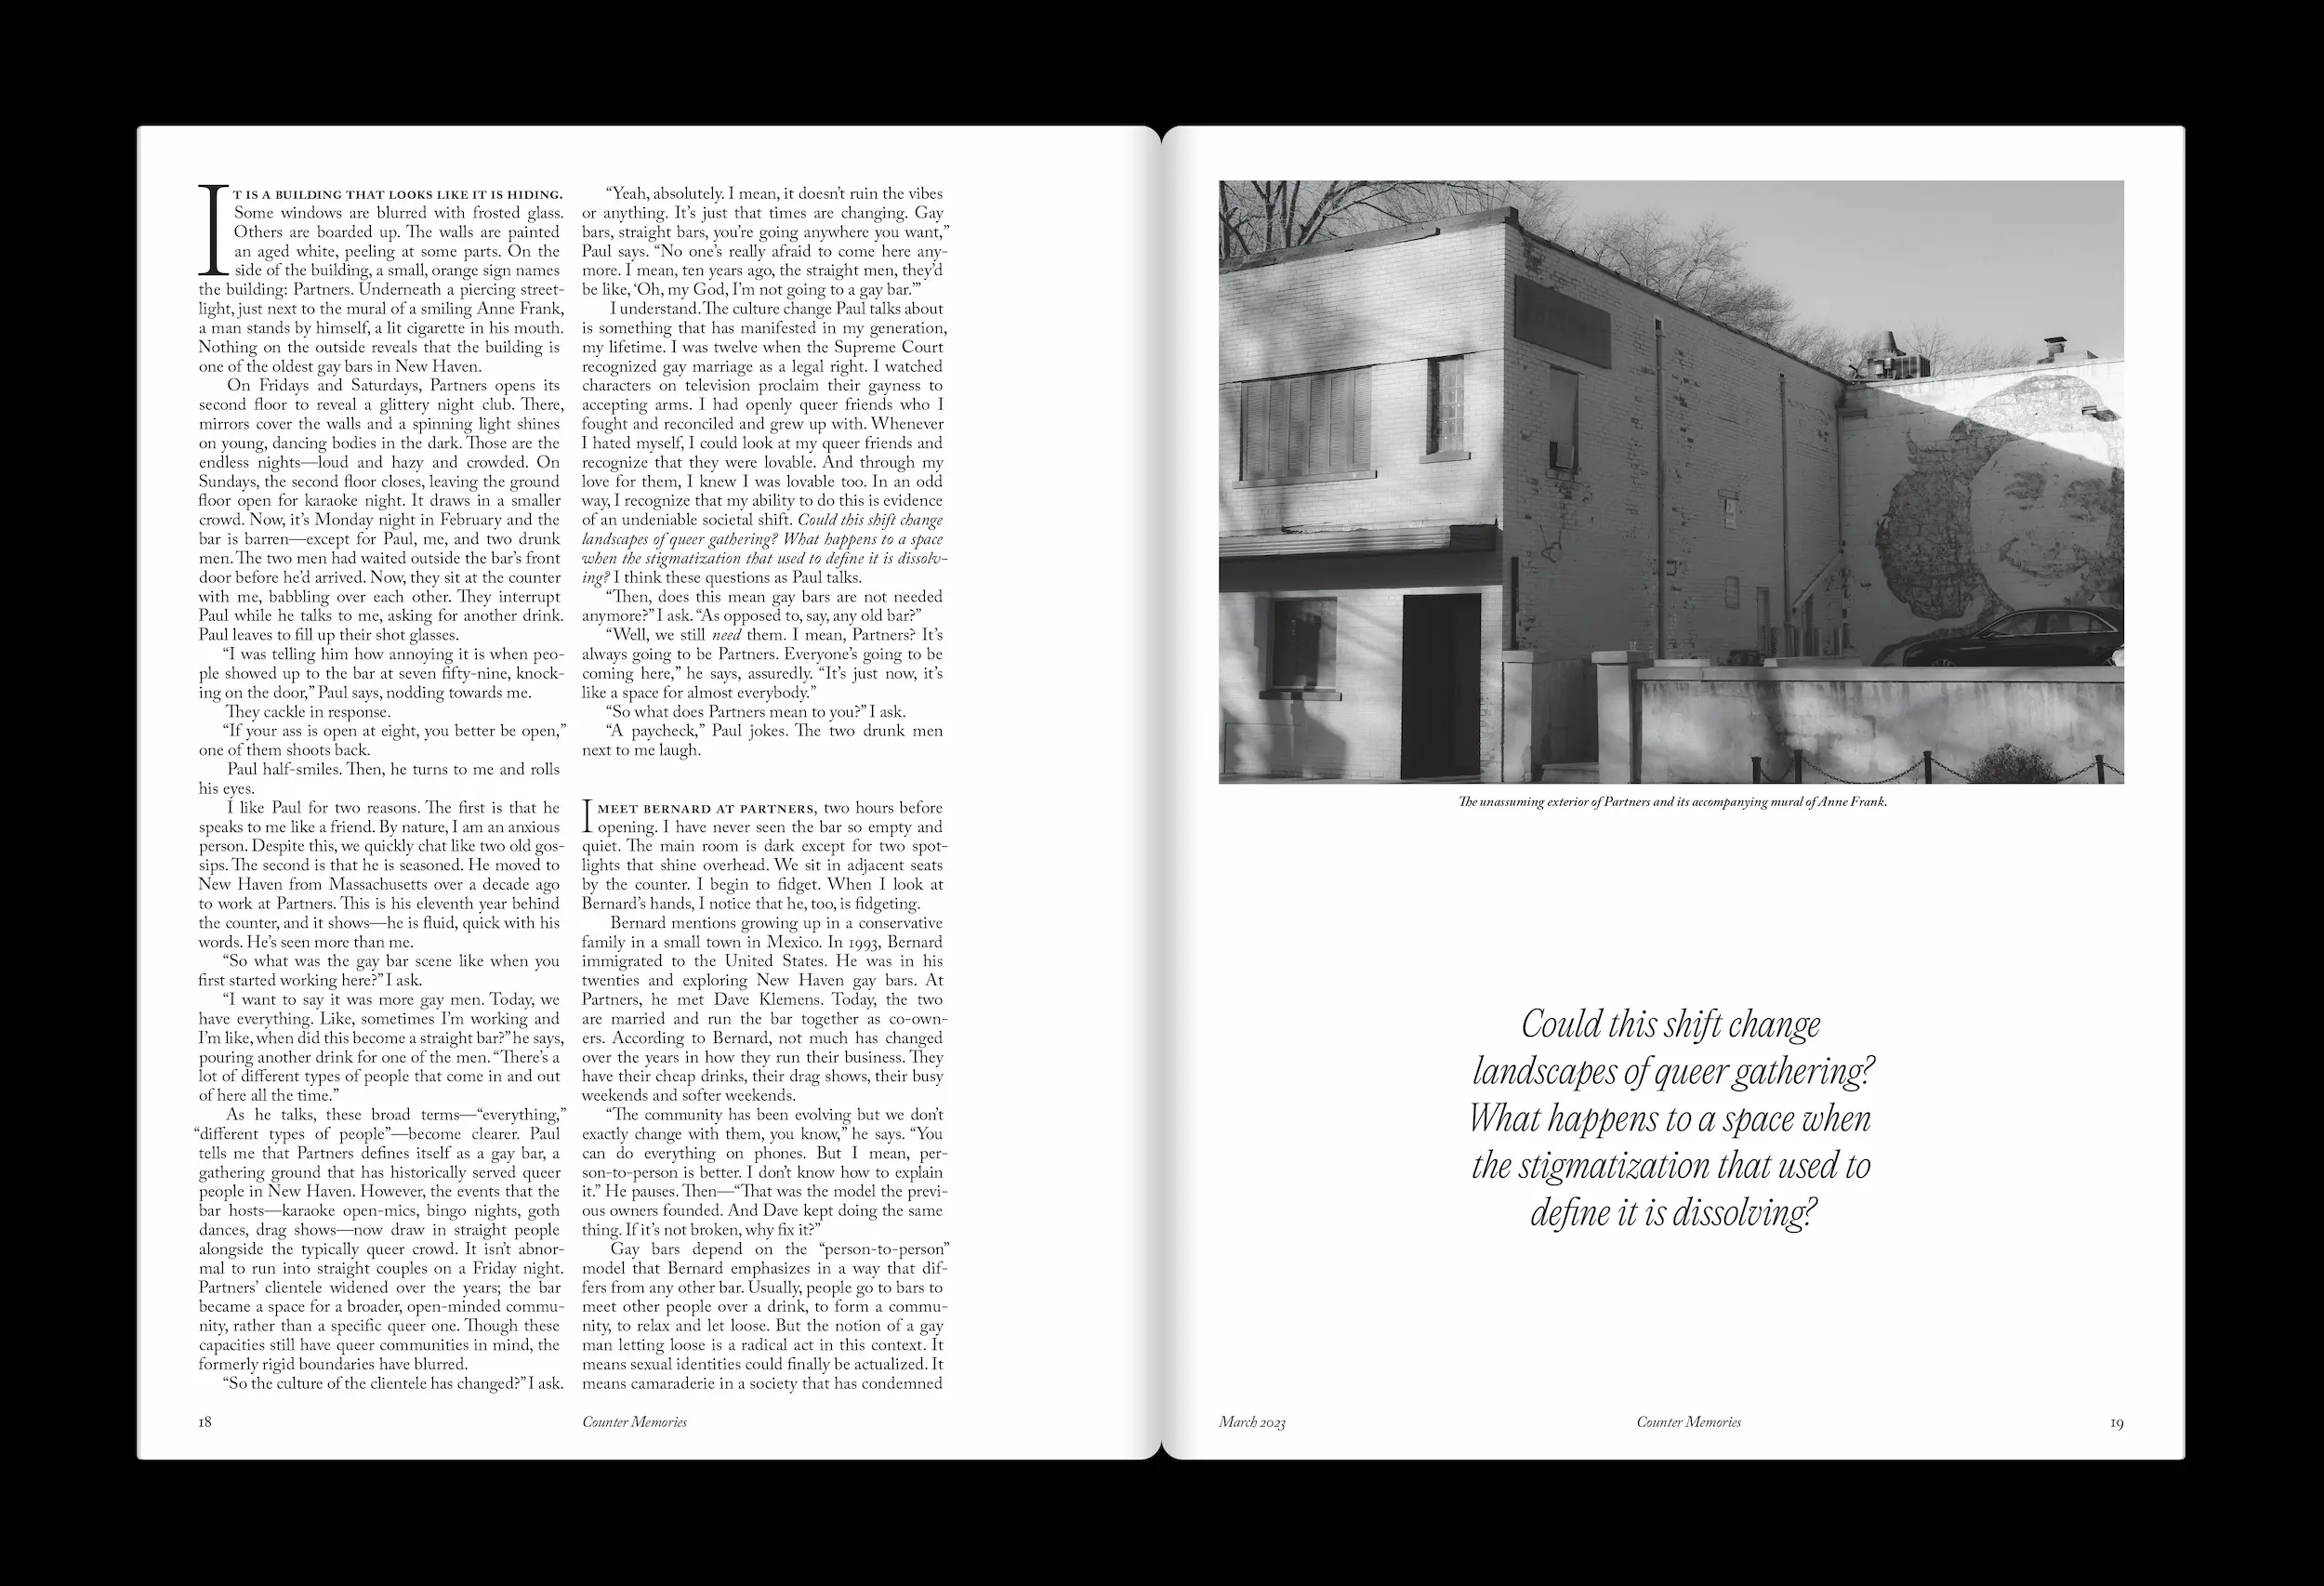 IT IS A BUILDING THAT LOOKS LIKE IT IS HIDING.
Some windows are blurred with frosted glass.
Others are boarded up. The walls are painted
an aged white, peeling at some parts. On the
side of the building, a small, orange sign names
the building: Partners. Underneath a piercing street-
light, just next to the mural of a smiling Anne Frank,
a man stands by himself, a lit cigarette in his mouth.
Nothing on the outside reveals that the building is
one of the oldest gay bars in New Haven.
On Fridays and Saturdays, Partners opens its
second floor to reveal a glittery night club. There,
mirrors cover the walls and a spinning light shines
on young, dancing bodies in the dark. Those are the
endless nights—loud and hazy and crowded. On
Sundays, the second floor closes, leaving the ground
floor open for karaoke night. It draws in a smaller
crowd. Now, it’s Monday night in February and the
bar is barren—except for Paul, me, and two drunk
men. The two men had waited outside the bar’s front
door before he’d arrived. Now, they sit at the counter
with me, babbling over each other. They interrupt
Paul while he talks to me, asking for another drink.
Paul leaves to fill up their shot glasses.
“I was telling him how annoying it is when peo-
ple showed up to the bar at seven fifty-nine, knock-
ing on the door,” Paul says, nodding towards me.
They cackle in response.
“If your ass is open at eight, you better be open,”
one of them shoots back.
Paul half-smiles. Then, he turns to me and rolls
his eyes.
I like Paul for two reasons. The first is that he
speaks to me like a friend. By nature, I am an anxious
person. Despite this, we quickly chat like two old gos-
sips. The second is that he is seasoned. He moved to
New Haven from Massachusetts over a decade ago
to work at Partners. This is his eleventh year behind
the counter, and it shows—he is fluid, quick with his
words. He’s seen more than me.
“So what was the gay bar scene like when you
first started working here?” I ask.
“I want to say it was more gay men. Today, we
have everything. Like, sometimes I’m working and
I’m like, when did this become a straight bar?” he says,
pouring another drink for one of the men. “There’s a
lot of different types of people that come in and out
of here all the time.”
As he talks, these broad terms—“everything,”
“different types of people”—become clearer. Paul
tells me that Partners defines itself as a gay bar, a
gathering ground that has historically served queer
people in New Haven. However, the events that the
bar hosts—karaoke open-mics, bingo nights, goth
dances, drag shows—now draw in straight people
alongside the typically queer crowd. It isn’t abnor-
mal to run into straight couples on a Friday night.
Partners’ clientele widened over the years; the bar
became a space for a broader, open-minded commu-
nity, rather than a specific queer one. Though these
capacities still have queer communities in mind, the
formerly rigid boundaries have blurred.
“So the culture of the clientele has changed?” I ask.
“Yeah, absolutely. I mean, it doesn’t ruin the vibes
or anything. It’s just that times are changing. Gay
bars, straight bars, you’re going anywhere you want,”
Paul says. “No one’s really afraid to come here any-
more. I mean, ten years ago, the straight men, they’d
be like, ‘Oh, my God, I’m not going to a gay bar.’”
I understand. The culture change Paul talks about
is something that has manifested in my generation,
my lifetime. I was twelve when the Supreme Court
recognized gay marriage as a legal right. I watched
characters on television proclaim their gayness to
accepting arms. I had openly queer friends who I
fought and reconciled and grew up with. Whenever
I hated myself, I could look at my queer friends and
recognize that they were lovable. And through my
love for them, I knew I was lovable too. In an odd
way, I recognize that my ability to do this is evidence
of an undeniable societal shift. Could this shift change
landscapes of queer gathering? What happens to a space
when the stigmatization that used to define it is dissolv-
ing? I think these questions as Paul talks.
“Then, does this mean gay bars are not needed
anymore?” I ask. “As opposed to, say, any old bar?”
“Well, we still need them. I mean, Partners? It’s
always going to be Partners. Everyone’s going to be
coming here,” he says, assuredly. “It’s just now, it’s
like a space for almost everybody.”
“So what does Partners mean to you?” I ask.
“A paycheck,” Paul jokes. The two drunk men
next to me laugh.
I MEET BERNARD AT PARTNERS, two hours before
opening. I have never seen the bar so empty and
quiet. The main room is dark except for two spot-
lights that shine overhead. We sit in adjacent seats
by the counter. I begin to fidget. When I look at
Bernard’s hands, I notice that he, too, is fidgeting.
Bernard mentions growing up in a conservative
family in a small town in Mexico. In 1993, Bernard
immigrated to the United States. He was in his
twenties and exploring New Haven gay bars. At
Partners, he met Dave Klemens. Today, the two
are married and run the bar together as co-own-
ers. According to Bernard, not much has changed
over the years in how they run their business. They
have their cheap drinks, their drag shows, their busy
weekends and softer weekends.
“The community has been evolving but we don’t
exactly change with them, you know,” he says. “You
can do everything on phones. But I mean, per-
son-to-person is better. I don’t know how to explain
it.” He pauses. Then—“That was the model the previ-
ous owners founded. And Dave kept doing the same
thing. If it’s not broken, why fix it?”
Gay bars depend on the “person-to-person”
model that Bernard emphasizes in a way that dif-
fers from any other bar. Usually, people go to bars to
meet other people over a drink, to form a commu-
nity, to relax and let loose. But the notion of a gay
man letting loose is a radical act in this context. It
means sexual identities could finally be actualized. It
means camaraderie in a society that has condemned
18
Counter Memories
The unassuming exterior of Partners and its accompanying mural of Anne Frank.
Could this shift change
landscapes of queer gathering?
What happens to a space when
the stigmatization that used to
define it is dissolving?
March 2023
Counter Memories
19